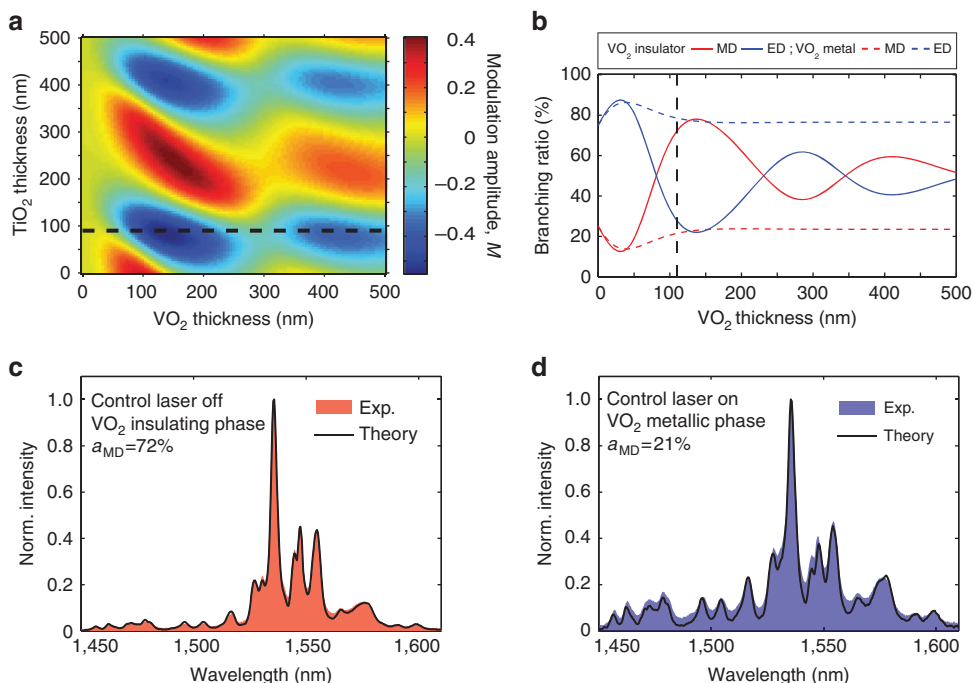 a
500
400
300
200
100
0
TiO2 thickness (nm)
0 100 200 300 400 500
VO2 thickness (nm)
0.4
0.2
0
−0.2
−0.4
Modulation amplitude, M
b
VO2 insulator MD ED ; VO2 metal MD ED
100
80
60
40
20
0
Branching ratio (%)
0 100 200 300 400 500
VO2 thickness (nm)
c
Control laser off
VO2 insulating phase
aMD=72%
Exp.
Theory
1.0
0.8
0.6
0.4
0.2
0
Norm. intensity
1,450 1,500 1,550 1,600
Wavelength (nm)
d
Control laser on
VO2 metallic phase
aMD=21%
Exp.
Theory
1.0
0.8
0.6
0.4
0.2
0
Norm. intensity
1,450 1,500 1,550 1,600
Wavelength (nm)